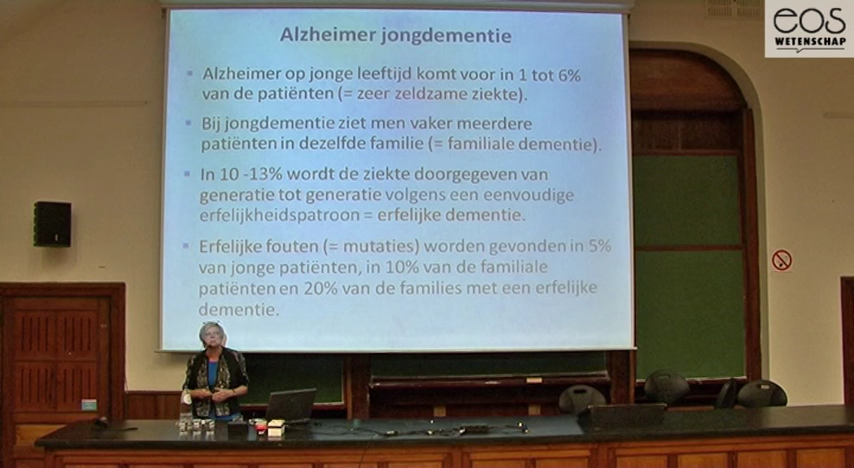 eos
WETENSCHAP
Alzheimer jongdementie
Alzheimer op jonge leeftijd komt voor in 1 tot 6%
van de patiënten (= zeer zeldzame ziekte).
Bij jongdementie ziet men vaker meerdere
patiënten in dezelfde familie (= familiale dementie).
In 10 -13% wordt de ziekte doorgegeven van
generatie tot generatie volgens een eenvoudige
erfelijkheidspatroon = erfelijke dementie.
Erfelijke fouten (= mutaties) worden gevonden in 5%
van jonge patiënten, in 10% van de familiale
patiënten en 20% van de families met een erfelijke
dementie.